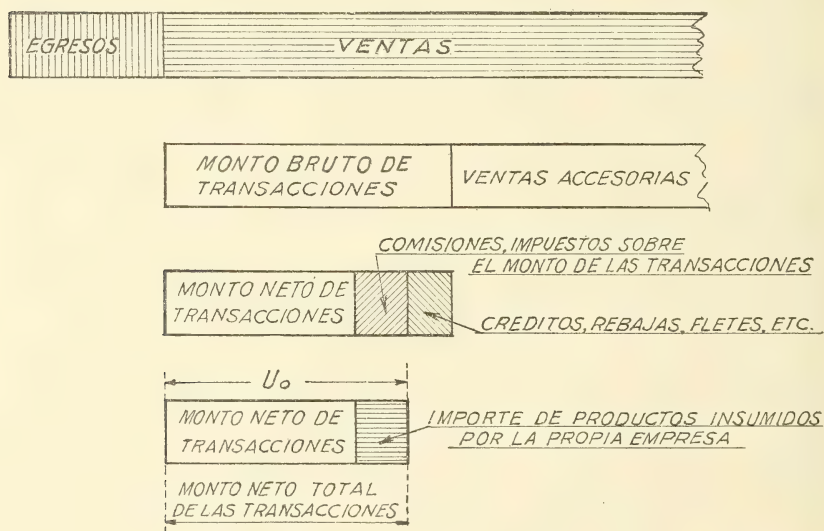 EGRESOS
VENTAS
MONTO BRUTO DE
TRANSACCIONES
VENTAS ACCESORIAS
COMISIONES, IMPUESTOS SOBRE
EL MONTO DE LAS TRANSACCIONES
MONTO NETO DE
TRANSACCIONES
CREDITOS, REBAJAS, FLETES, ETC.
U₀
MONTO NETO DE
TRANSACCIONES
IMPORTE DE PRODUCTOS INSUMIDOS
POR LA PROPIA EMPRESA
MONTO NETO TOTAL
DE LAS TRANSACCIONES